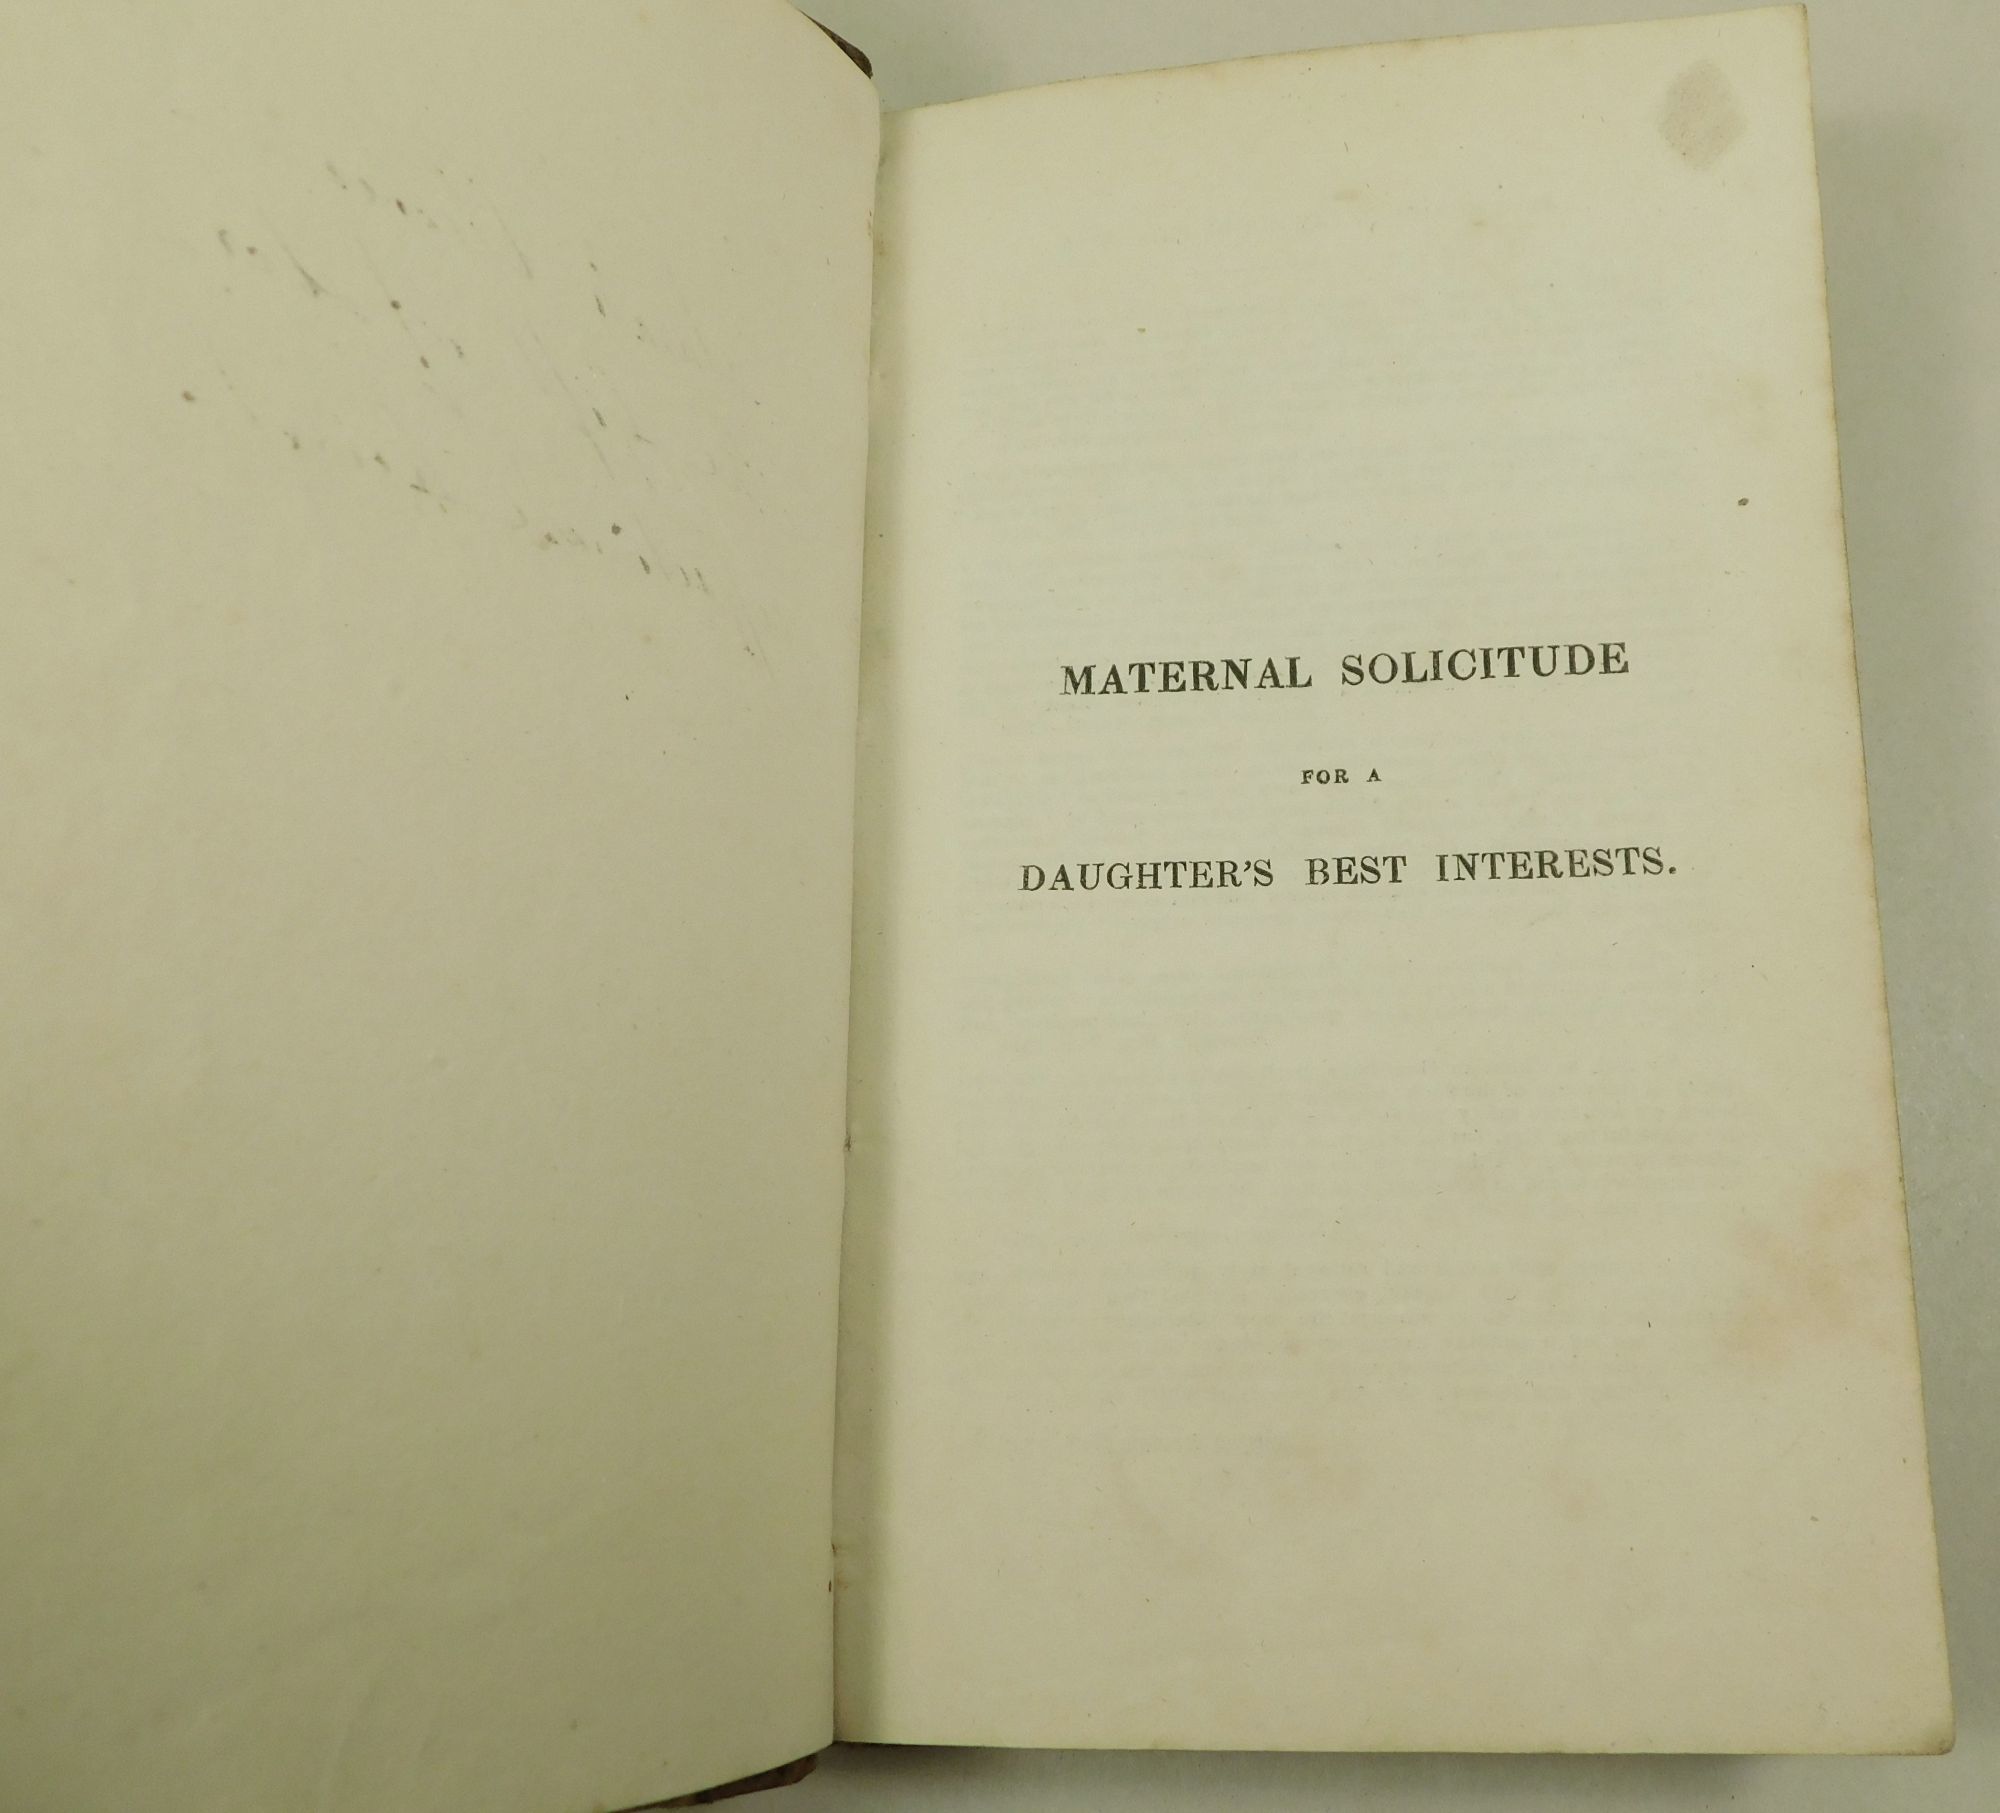 MATERNAL SOLICITUDE
FOR A
DAUGHTER'S BEST INTERESTS.